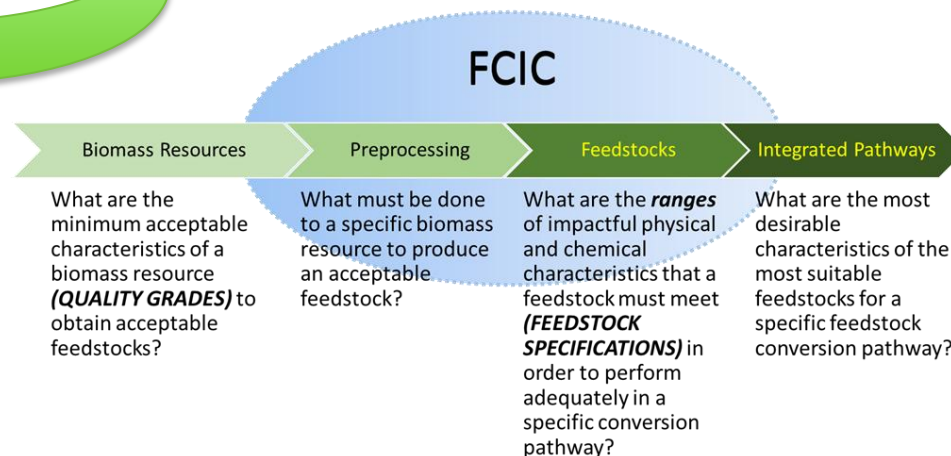 FCIC
Biomass Resources
Preprocessing
Feedstocks
Integrated Pathways
What are the
minimum acceptable
characteristics of a
biomass resource
(QUALITY GRADES) to
obtain acceptable
feedstocks?
What must be done
to a specific biomass
resource to produce
an acceptable
feedstock?
What are the ranges
of impactful physical
and chemical
characteristics that a
feedstock must meet
(FEEDSTOCK
SPECIFICATIONS) in
order to perform
adequately in a
specific conversion
pathway?
What are the most
desirable
characteristics of the
most suitable
feedstocks for a
specific feedstock
conversion pathway?